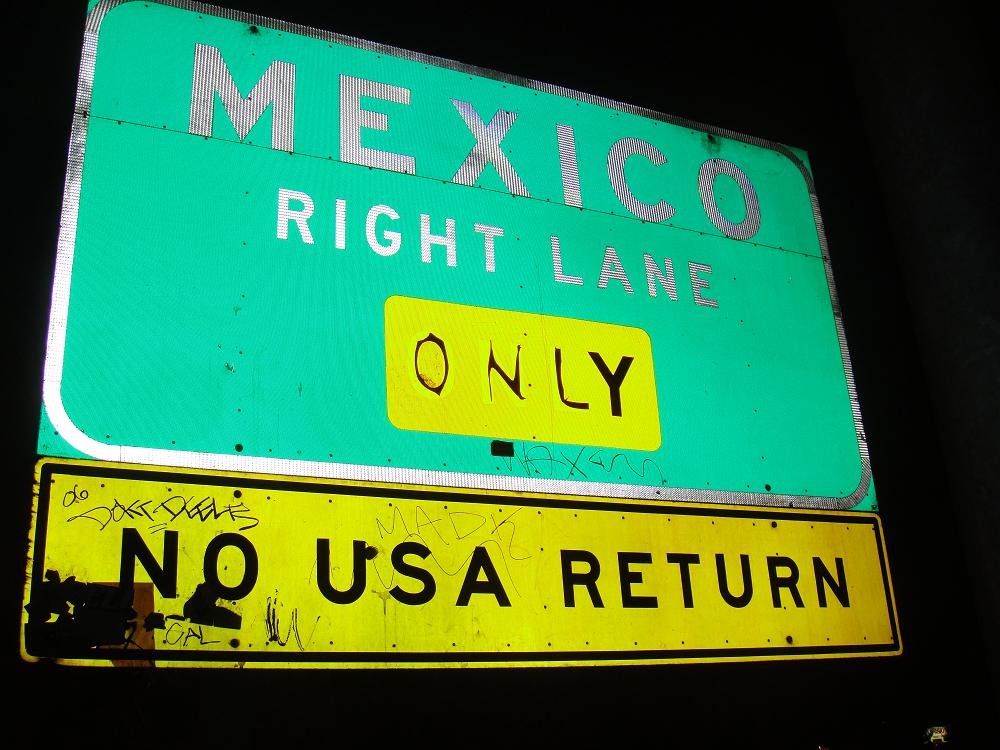 MEXICO
RIGHT LANE
ONLY
NO USA RETURN